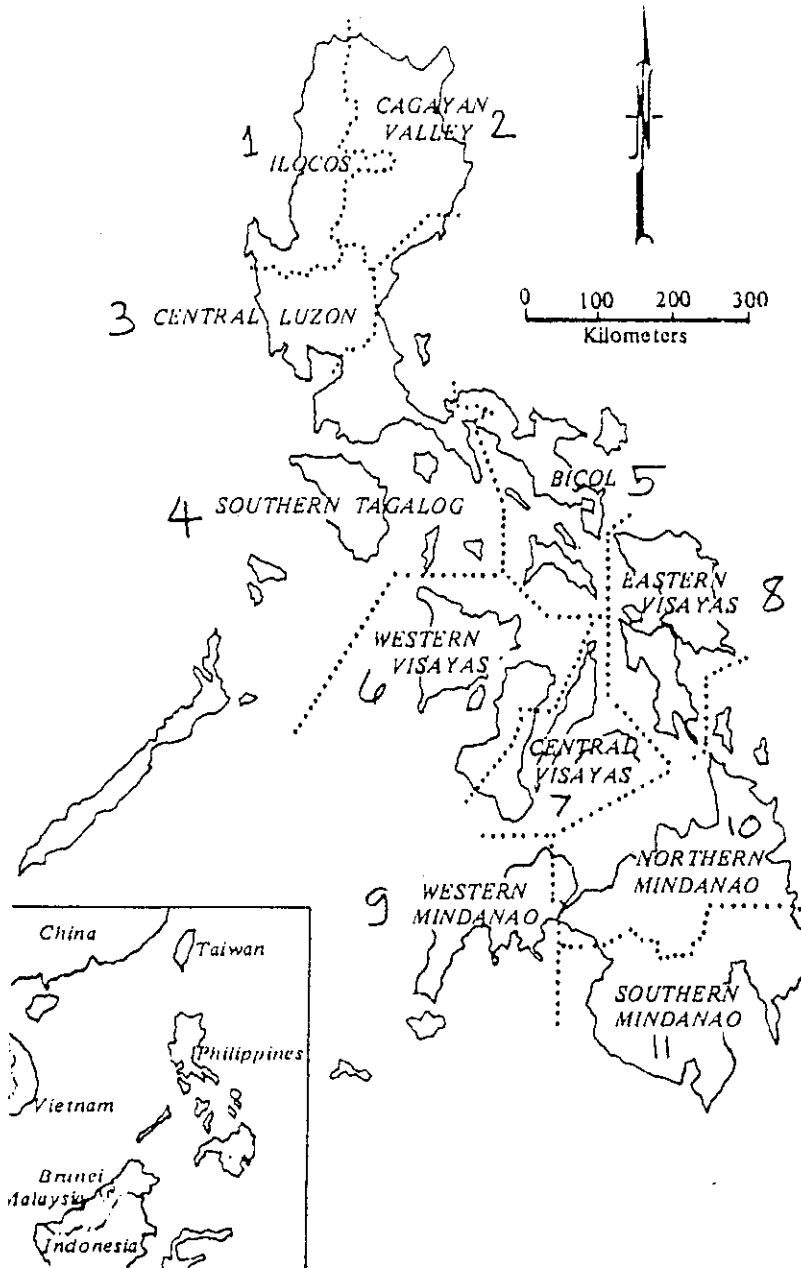 CAGAYAN
VALLEY 2
1 ILOCOS
0 100 200 300
Kilometers
3 CENTRAL LUZON
BICOL 5
4 SOUTHERN TAGALOG
EASTERN
VISAYAS 8
WESTERN
VISAYAS
6
CENTRAL
VISAYAS
7
10
NORTHERN
MINDANAO
9 WESTERN
MINDANAO
SOUTHERN
MINDANAO
11
China
Taiwan
Philippines
Vietnam
Brunei
Malaysia
Indonesia